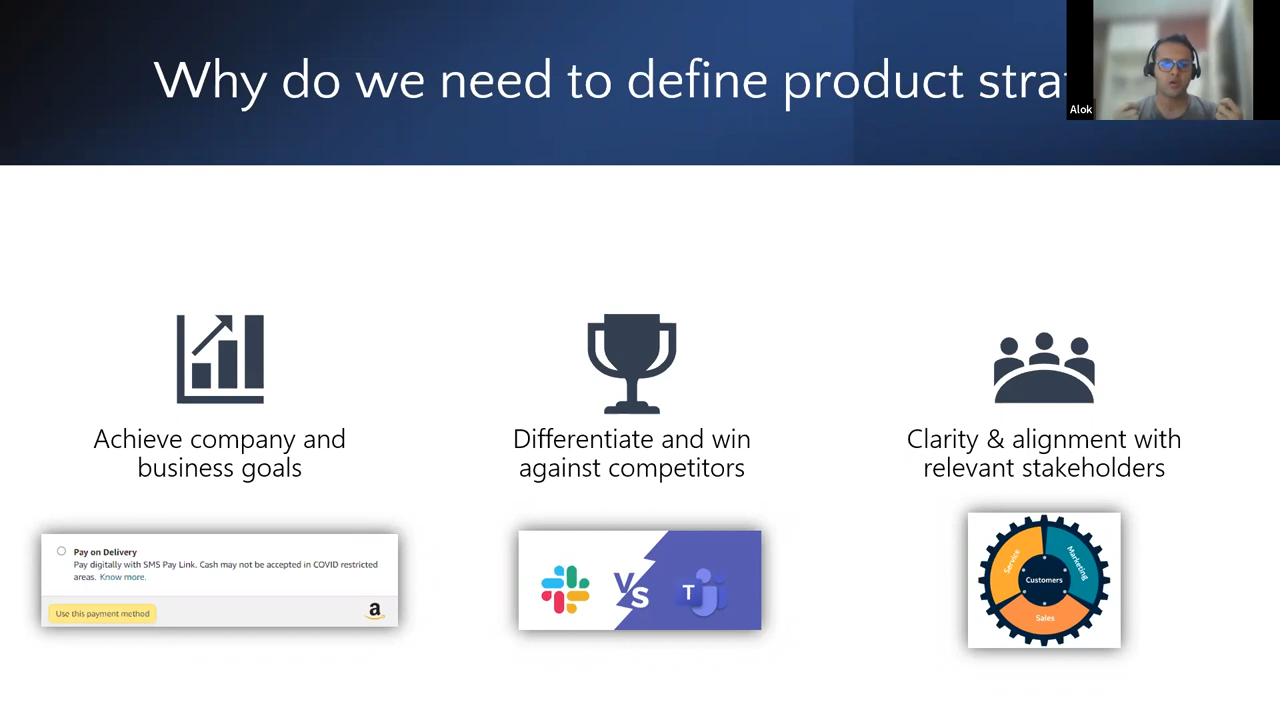 Why do we need to define product stra
Alok
Achieve company and
business goals
Differentiate and win
against competitors
Clarity & alignment with
relevant stakeholders
Pay on Delivery
Pay digitally with SMS Pay Link. Cash may not be accepted in COVID restricted
areas. Know more.
Use this payment method
a
VS
T
Service
Marketing
Customers
Sales